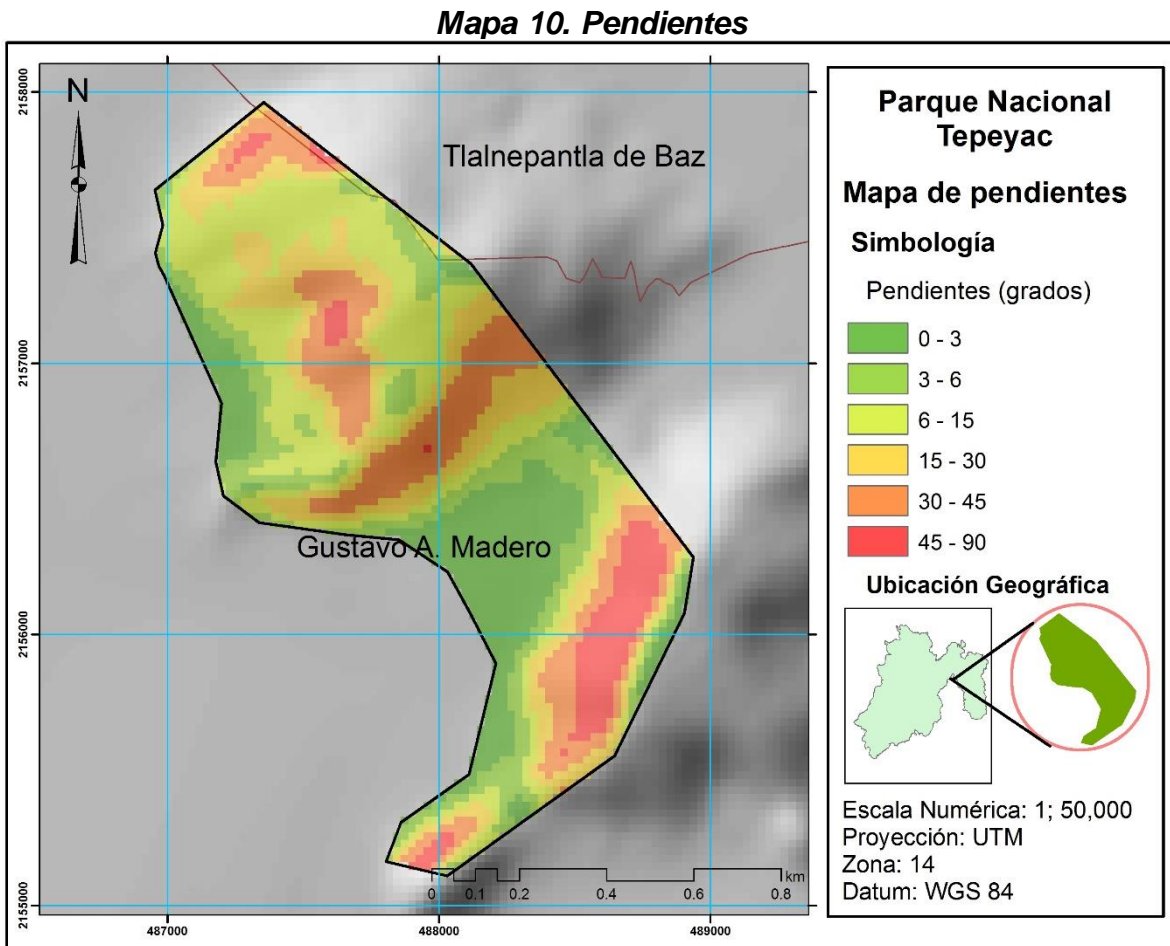 Mapa 10. Pendientes
N
Tlalnepantla de Baz
Gustavo A. Madero
2158000
2157000
2156000
2155000
487000
488000
489000
km
0 0.1 0.2 0.4 0.6 0.8
Parque Nacional
Tepeyac
Mapa de pendientes
Simbología
Pendientes (grados)
0 - 3
3 - 6
6 - 15
15 - 30
30 - 45
45 - 90
Ubicación Geográfica
Escala Numérica: 1; 50,000
Proyección: UTM
Zona: 14
Datum: WGS 84